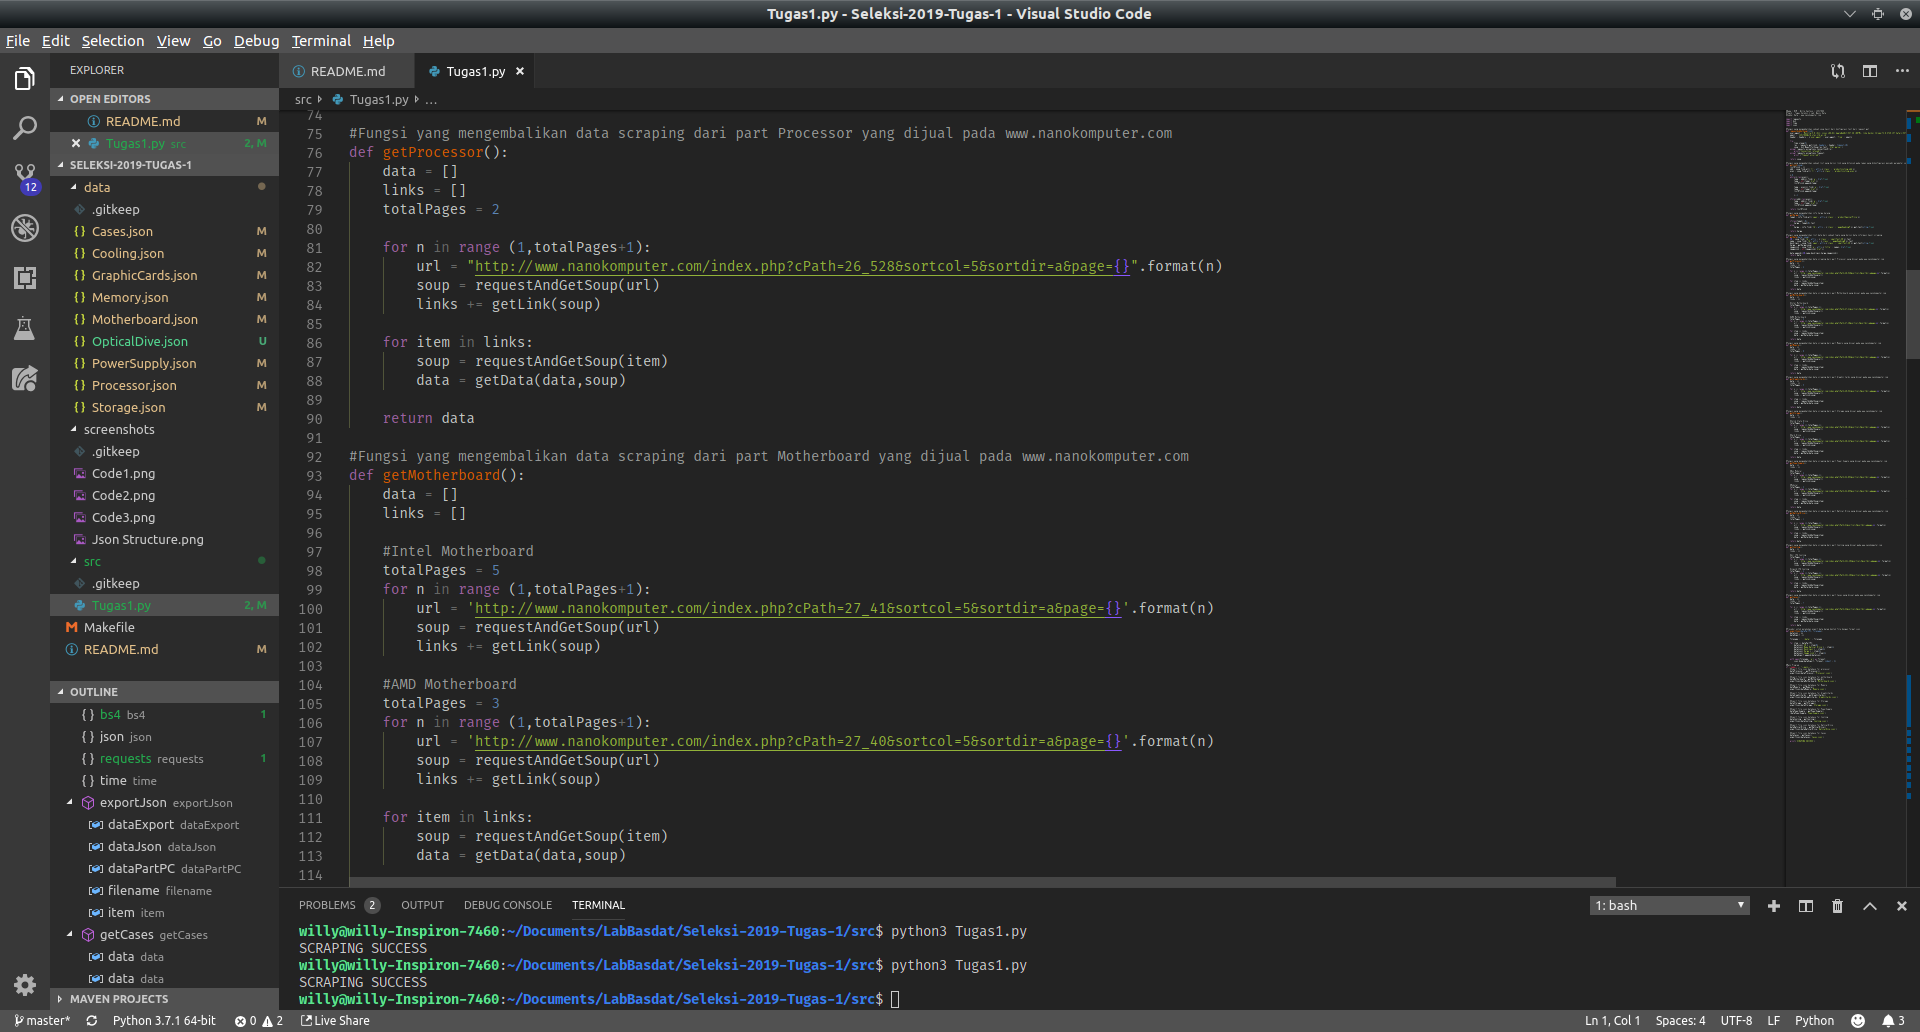 Tugas1.py - Seleksi-2019-Tugas-1 - Visual Studio Code
File Edit Selection View Go Debug Terminal Help
EXPLORER
OPEN EDITORS
README.md M
Tugas1.py src 2, M
SELEKSI-2019-TUGAS-1
data
.gitkeep
Cases.json M
Cooling.json M
GraphicCards.json M
Memory.json M
Motherboard.json M
OpticalDive.json U
PowerSupply.json M
Processor.json M
Storage.json M
screenshots
.gitkeep
Code1.png
Code2.png
Code3.png
Json Structure.png
src
.gitkeep
Tugas1.py 2, M
Makefile
README.md M
OUTLINE
{ } bs4 bs4 1
{ } json json
{ } requests requests 1
{ } time time
exportJson exportJson
dataExport dataExport
dataJson dataJson
dataPartPC dataPartPC
filename filename
item item
getCases getCases
data data
data data
MAVEN PROJECTS
12
README.md Tugas1.py
src Tugas1.py ...
74
75 #Fungsi yang mengembalikan data scraping dari part Processor yang dijual pada www.nanokomputer.com
76 def getProcessor():
77 data = []
78 links = []
79 totalPages = 2
80
81 for n in range (1,totalPages+1):
82 url = "http://www.nanokomputer.com/index.php?cPath=26_528&sortcol=5&sortdir=a&page={}".format(n)
83 soup = requestAndGetSoup(url)
84 links += getLink(soup)
85
86 for item in links:
87 soup = requestAndGetSoup(item)
88 data = getData(data,soup)
89
90 return data
91
92 #Fungsi yang mengembalikan data scraping dari part Motherboard yang dijual pada www.nanokomputer.com
93 def getMotherboard():
94 data = []
95 links = []
96
97 #Intel Motherboard
98 totalPages = 5
99 for n in range (1,totalPages+1):
100 url = 'http://www.nanokomputer.com/index.php?cPath=27_41&sortcol=5&sortdir=a&page={}'.format(n)
101 soup = requestAndGetSoup(url)
102 links += getLink(soup)
103
104 #AMD Motherboard
105 totalPages = 3
106 for n in range (1,totalPages+1):
107 url = 'http://www.nanokomputer.com/index.php?cPath=27_40&sortcol=5&sortdir=a&page={}'.format(n)
108 soup = requestAndGetSoup(url)
109 links += getLink(soup)
110
111 for item in links:
112 soup = requestAndGetSoup(item)
113 data = getData(data,soup)
114
PROBLEMS 2 OUTPUT DEBUG CONSOLE TERMINAL 1: bash
willy@willy-Inspiron-7460:~/Documents/LabBasdat/Seleksi-2019-Tugas-1/src$ python3 Tugas1.py
SCRAPING SUCCESS
willy@willy-Inspiron-7460:~/Documents/LabBasdat/Seleksi-2019-Tugas-1/src$ python3 Tugas1.py
SCRAPING SUCCESS
willy@willy-Inspiron-7460:~/Documents/LabBasdat/Seleksi-2019-Tugas-1/src$
master* Python 3.7.1 64-bit 0 2 Live Share Ln 1, Col 1 Spaces: 4 UTF-8 LF Python 3